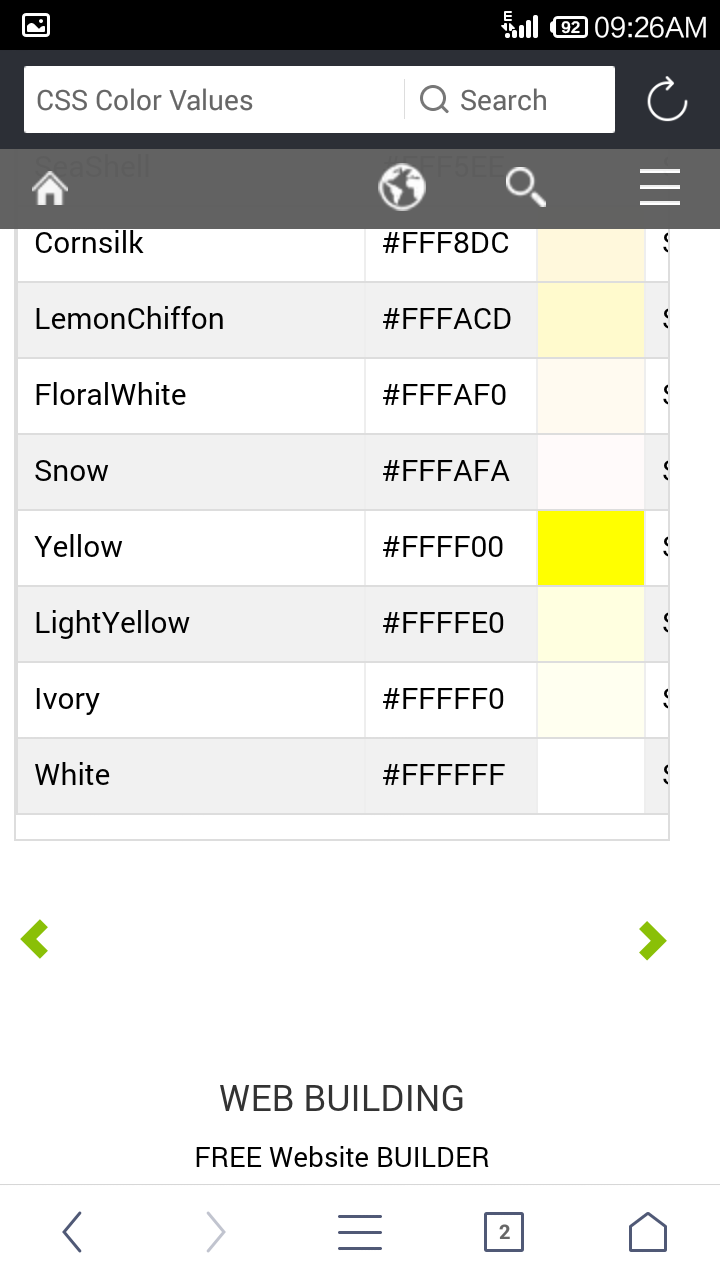 E
92 09:26AM
CSS Color Values Search
SeaShell #FFF5EE
Cornsilk #FFF8DC
LemonChiffon #FFFACD
FloralWhite #FFFAF0
Snow #FFFAFA
Yellow #FFFF00
LightYellow #FFFFE0
Ivory #FFFFF0
White #FFFFFF
WEB BUILDING
FREE Website BUILDER
2